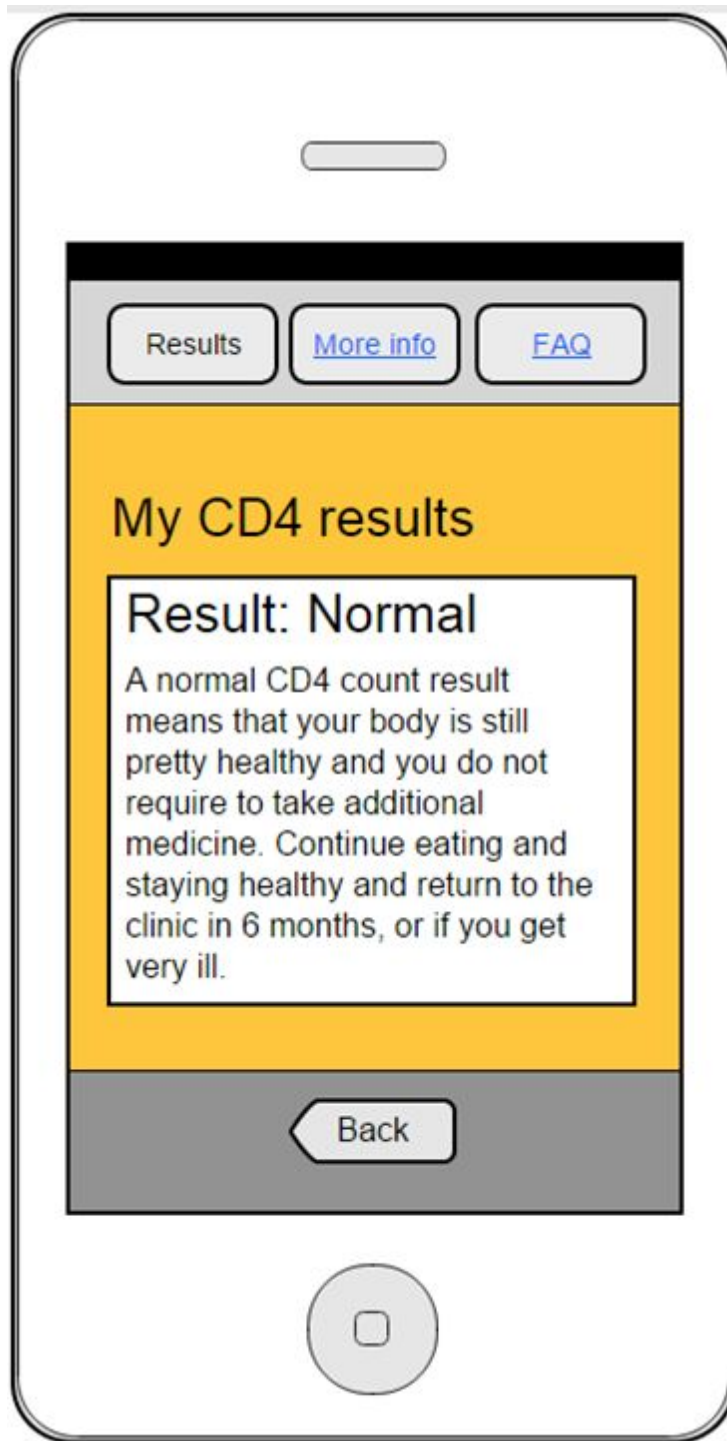 Results More info FAQ
My CD4 results
Result: Normal
A normal CD4 count result
means that your body is still
pretty healthy and you do not
require to take additional
medicine. Continue eating and
staying healthy and return to the
clinic in 6 months, or if you get
very ill.
Back